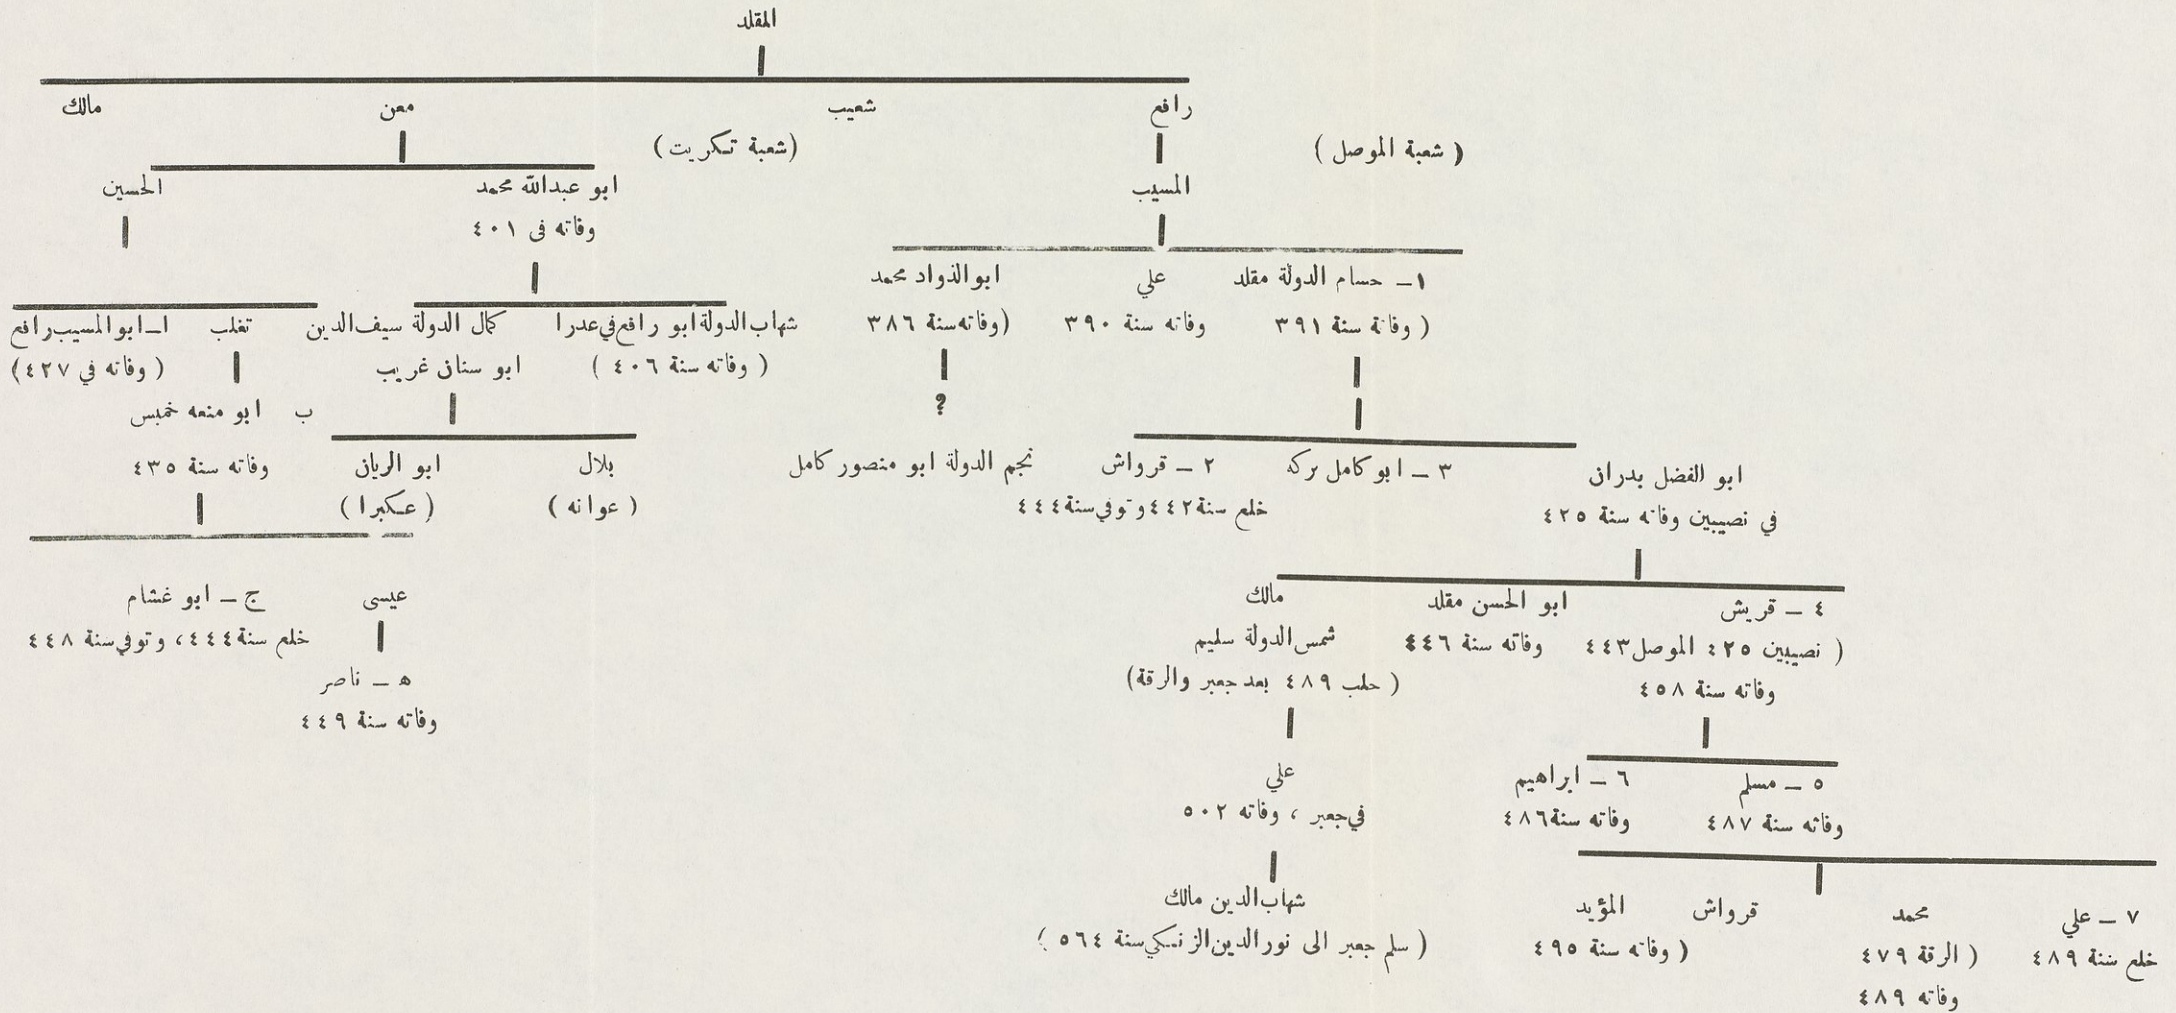 المقلد
رافع
شعيب
معن
مالك
( شعبة الموصل )
(شعبة تكريت )
المسيب
ابو عبدالله محمد
وفاته في ٤٠١
الحسين
١ـ حسام الدولة مقلد
( وفاته سنة ٣٩١
علي
وفاته سنة ٣٩٠
ابو الذواد محمد
(وفاته سنة ٣٨٦
?
شهاب الدولة ابو رافع في عدرا
( وفاته سنة ٤٠٦ )
كمال الدولة سيف الدين
ابو سنان غريب
تغلب
ا ـ ابو المسيب رافع
( وفاته في ٤٢٧)
ب ابو منعه خميس
وفاته سنة ٤٣٥
ابو الفضل بدران
في نصيبين وفاته سنة ٤٢٥
٣ ـ ابو كامل بركه
٢ ـ قرواش
خلع سنة ٤٤٢ وتوفي سنة ٤٤٤
نجم الدولة ابو منصور كامل
بلال
( عوانه )
ابو الريان
( عكبرا )
٤ ـ قريش
( نصيبين ٤٢٥ الموصل ٤٤٣
وفاته سنة ٤٥٨
ابو الحسن مقلد
وفاته سنة ٤٤٦
مالك
شمس الدولة سليم
( حلب ٤٨٩ بعد جعبر والرقة)
عيسى
ج ـ ابو غشام
خلع سنة ٤٤٤، وتوفي سنة ٤٤٨
ه ـ ناصر
وفاته سنة ٤٤٩
٥ ـ مسلم
وفاته سنة ٤٨٧
٦ ـ ابراهيم
وفاته سنة ٤٨٦
علي
في جعبر ، وفاته ٥٠٢
٧ ـ علي
خلع سنة ٤٨٩
محمد
( الرقة ٤٧٩
وفاته ٤٨٩
قرواش
المؤيد
( وفاته سنة ٤٩٥
شهاب الدين مالك
( سلم جعبر الى نور الدين الزنكي سنة ٥٦٤ )